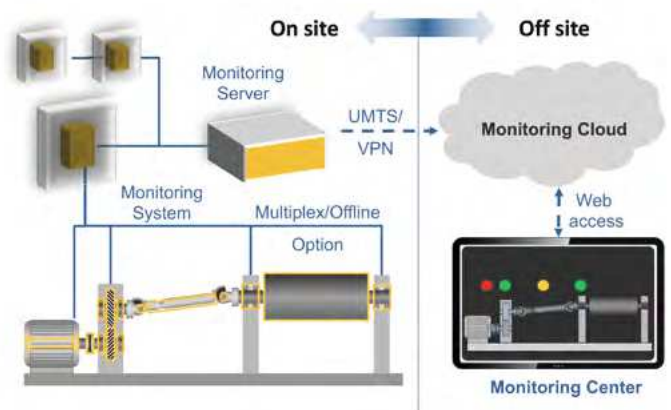 On site
Off site
Monitoring
Server
UMTS/
VPN
Monitoring Cloud
Monitoring
System
Multiplex/Offline
Option
Web
access
Monitoring Center